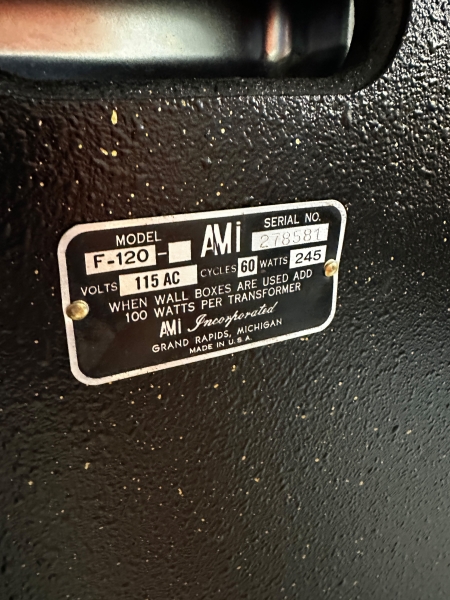 MODEL AMi SERIAL NO.
F-120- 278581
VOLTS 115 AC CYCLES 60 WATTS 245
WHEN WALL BOXES ARE USED ADD
100 WATTS PER TRANSFORMER
AMi Incorporated
GRAND RAPIDS, MICHIGAN
MADE IN U.S.A.